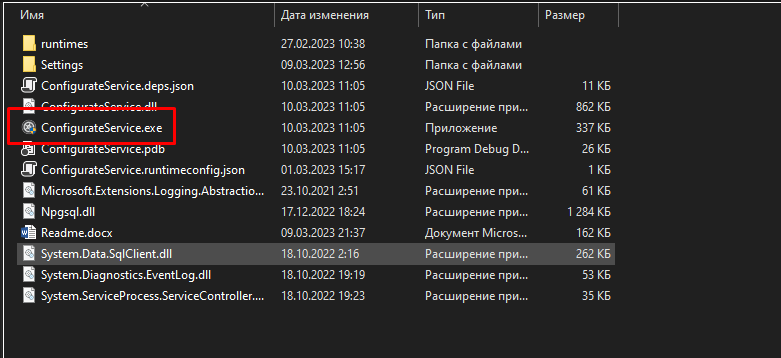 Имя Дата изменения Тип Размер
runtimes 27.02.2023 10:38 Папка с файлами
Settings 09.03.2023 12:56 Папка с файлами
ConfigurateService.deps.json 10.03.2023 11:05 JSON File 11 КБ
ConfigurateService.dll 10.03.2023 11:05 Расширение при... 862 КБ
ConfigurateService.exe 10.03.2023 11:05 Приложение 337 КБ
ConfigurateService.pdb 10.03.2023 11:05 Program Debug D... 26 КБ
ConfigurateService.runtimeconfig.json 01.03.2023 15:17 JSON File 1 КБ
Microsoft.Extensions.Logging.Abstractio... 23.10.2021 2:51 Расширение при... 61 КБ
Npgsql.dll 17.12.2022 18:24 Расширение при... 1 284 КБ
Readme.docx 09.03.2023 21:37 Документ Micros... 162 КБ
System.Data.SqlClient.dll 18.10.2022 2:16 Расширение при... 262 КБ
System.Diagnostics.EventLog.dll 18.10.2022 19:19 Расширение при... 53 КБ
System.ServiceProcess.ServiceController.... 18.10.2022 19:23 Расширение при... 35 КБ